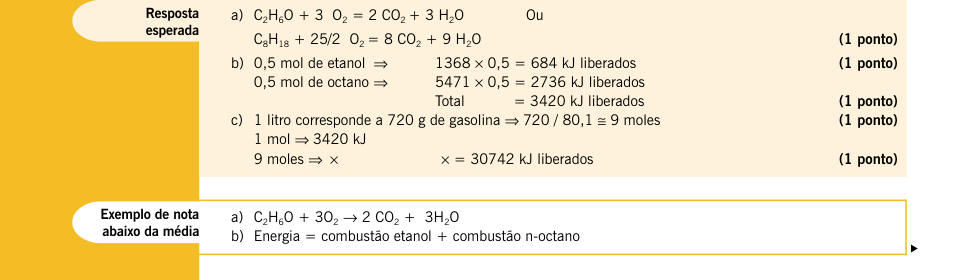 Resposta
esperada
a) C₂H₆O + 3 O₂ = 2 CO₂ + 3 H₂O Ou
C₈H₁₈ + 25/2 O₂ = 8 CO₂ + 9 H₂O (1 ponto)
b) 0,5 mol de etanol ⇒ 1368 × 0,5 = 684 kJ liberados (1 ponto)
0,5 mol de octano ⇒ 5471 × 0,5 = 2736 kJ liberados
Total = 3420 kJ liberados (1 ponto)
c) 1 litro corresponde a 720 g de gasolina ⇒ 720 / 80,1 ≅ 9 moles (1 ponto)
1 mol ⇒ 3420 kJ
9 moles ⇒ × × = 30742 kJ liberados (1 ponto)
Exemplo de nota
abaixo da média
a) C₂H₆O + 3O₂ → 2 CO₂ + 3H₂O
b) Energia = combustão etanol + combustão n-octano